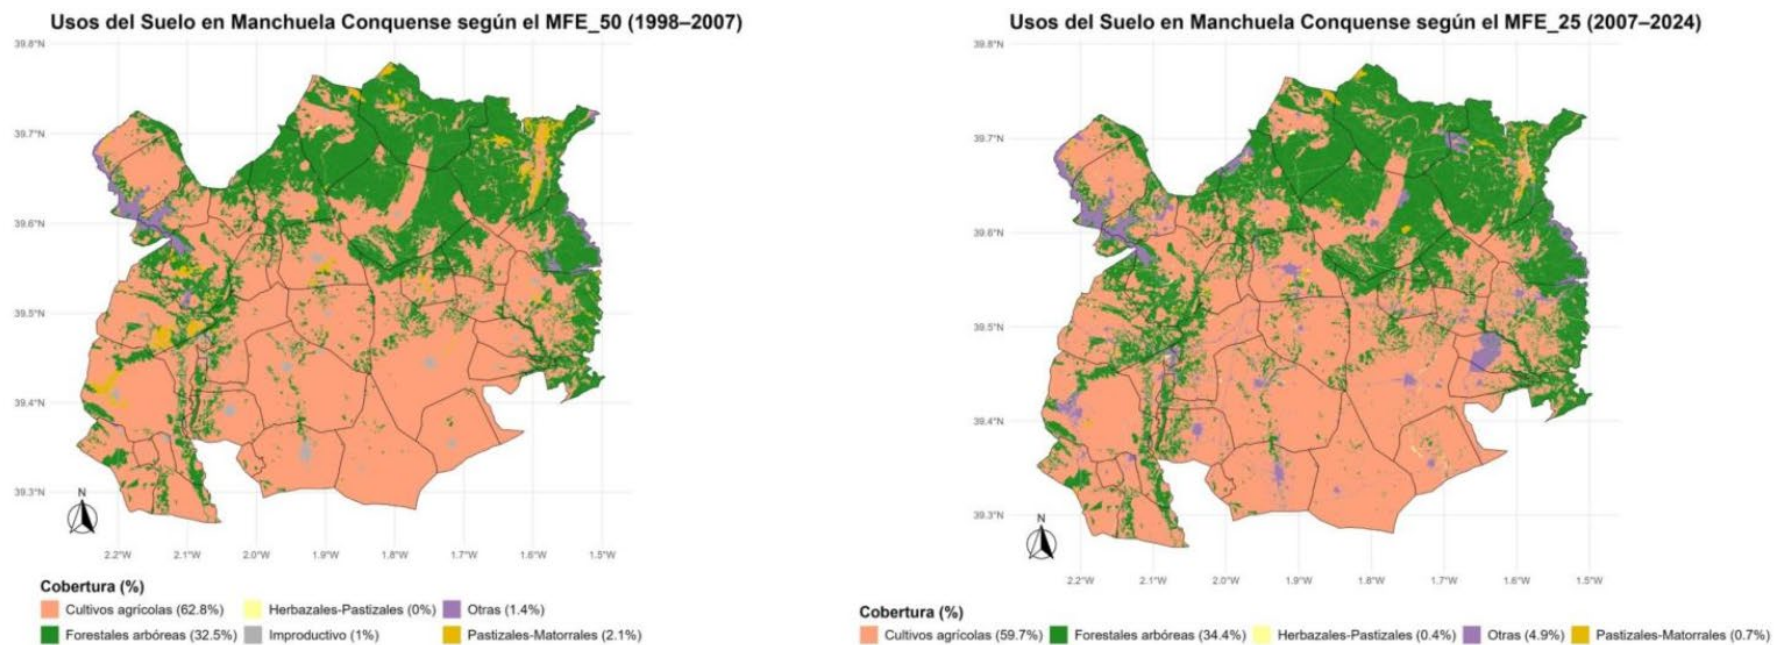 Usos del Suelo en Manchuela Conquense según el MFE_50 (1998–2007)
39.8°N
39.7°N
39.6°N
39.5°N
39.4°N
39.3°N
N
2.2°W 2.1°W 2.0°W 1.9°W 1.8°W 1.7°W 1.6°W 1.5°W
Cobertura (%)
Cultivos agrícolas (62.8%) Herbazales-Pastizales (0%) Otras (1.4%)
Forestales arbóreas (32.5%) Improductivo (1%) Pastizales-Matorrales (2.1%)
Usos del Suelo en Manchuela Conquense según el MFE_25 (2007–2024)
39.8°N
39.7°N
39.6°N
39.5°N
39.4°N
39.3°N
N
2.2°W 2.1°W 2.0°W 1.9°W 1.8°W 1.7°W 1.6°W 1.5°W
Cobertura (%)
Cultivos agrícolas (59.7%) Forestales arbóreas (34.4%) Herbazales-Pastizales (0.4%) Otras (4.9%) Pastizales-Matorrales (0.7%)